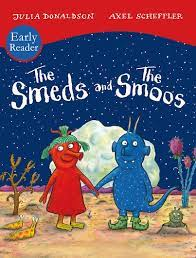 JULIA DONALDSON AXEL SCHEFFLER
Early
Reader
The The
Smeds and Smoos